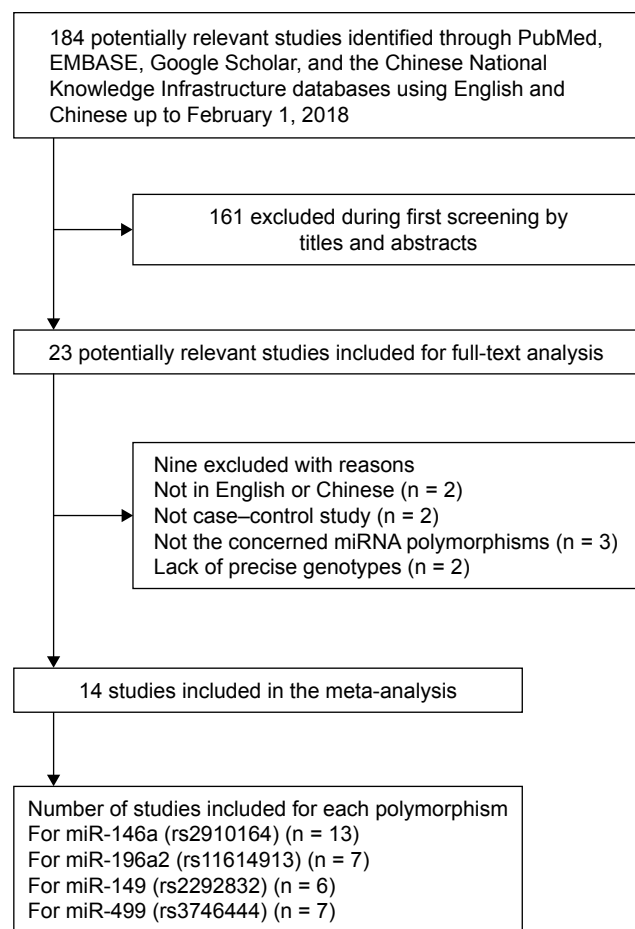 184 potentially relevant studies identified through PubMed,
EMBASE, Google Scholar, and the Chinese National
Knowledge Infrastructure databases using English and
Chinese up to February 1, 2018
161 excluded during first screening by
titles and abstracts
23 potentially relevant studies included for full-text analysis
Nine excluded with reasons
Not in English or Chinese (n = 2)
Not case–control study (n = 2)
Not the concerned miRNA polymorphisms (n = 3)
Lack of precise genotypes (n = 2)
14 studies included in the meta-analysis
Number of studies included for each polymorphism
For miR-146a (rs2910164) (n = 13)
For miR-196a2 (rs11614913) (n = 7)
For miR-149 (rs2292832) (n = 6)
For miR-499 (rs3746444) (n = 7)